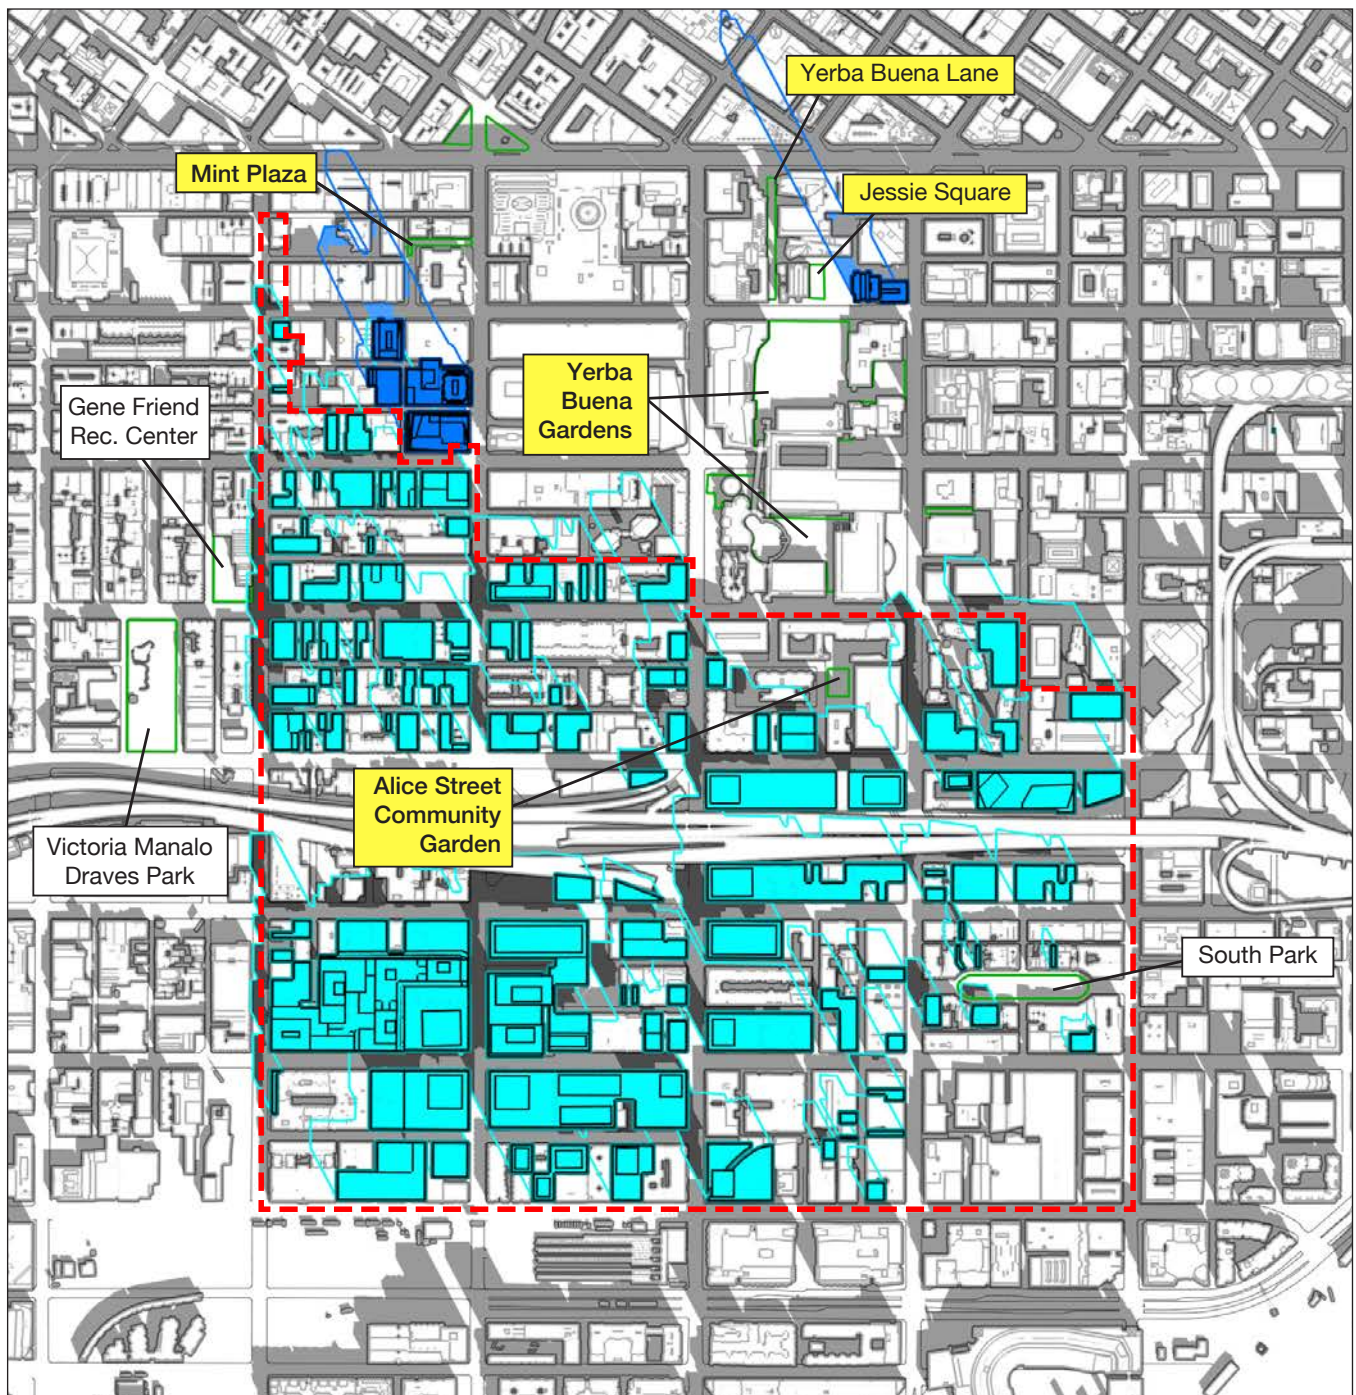 Yerba Buena Lane
Mint Plaza
Jessie Square
Yerba
Buena
Gardens
Gene Friend
Rec. Center
Alice Street
Community
Garden
Victoria Manalo
Draves Park
South Park